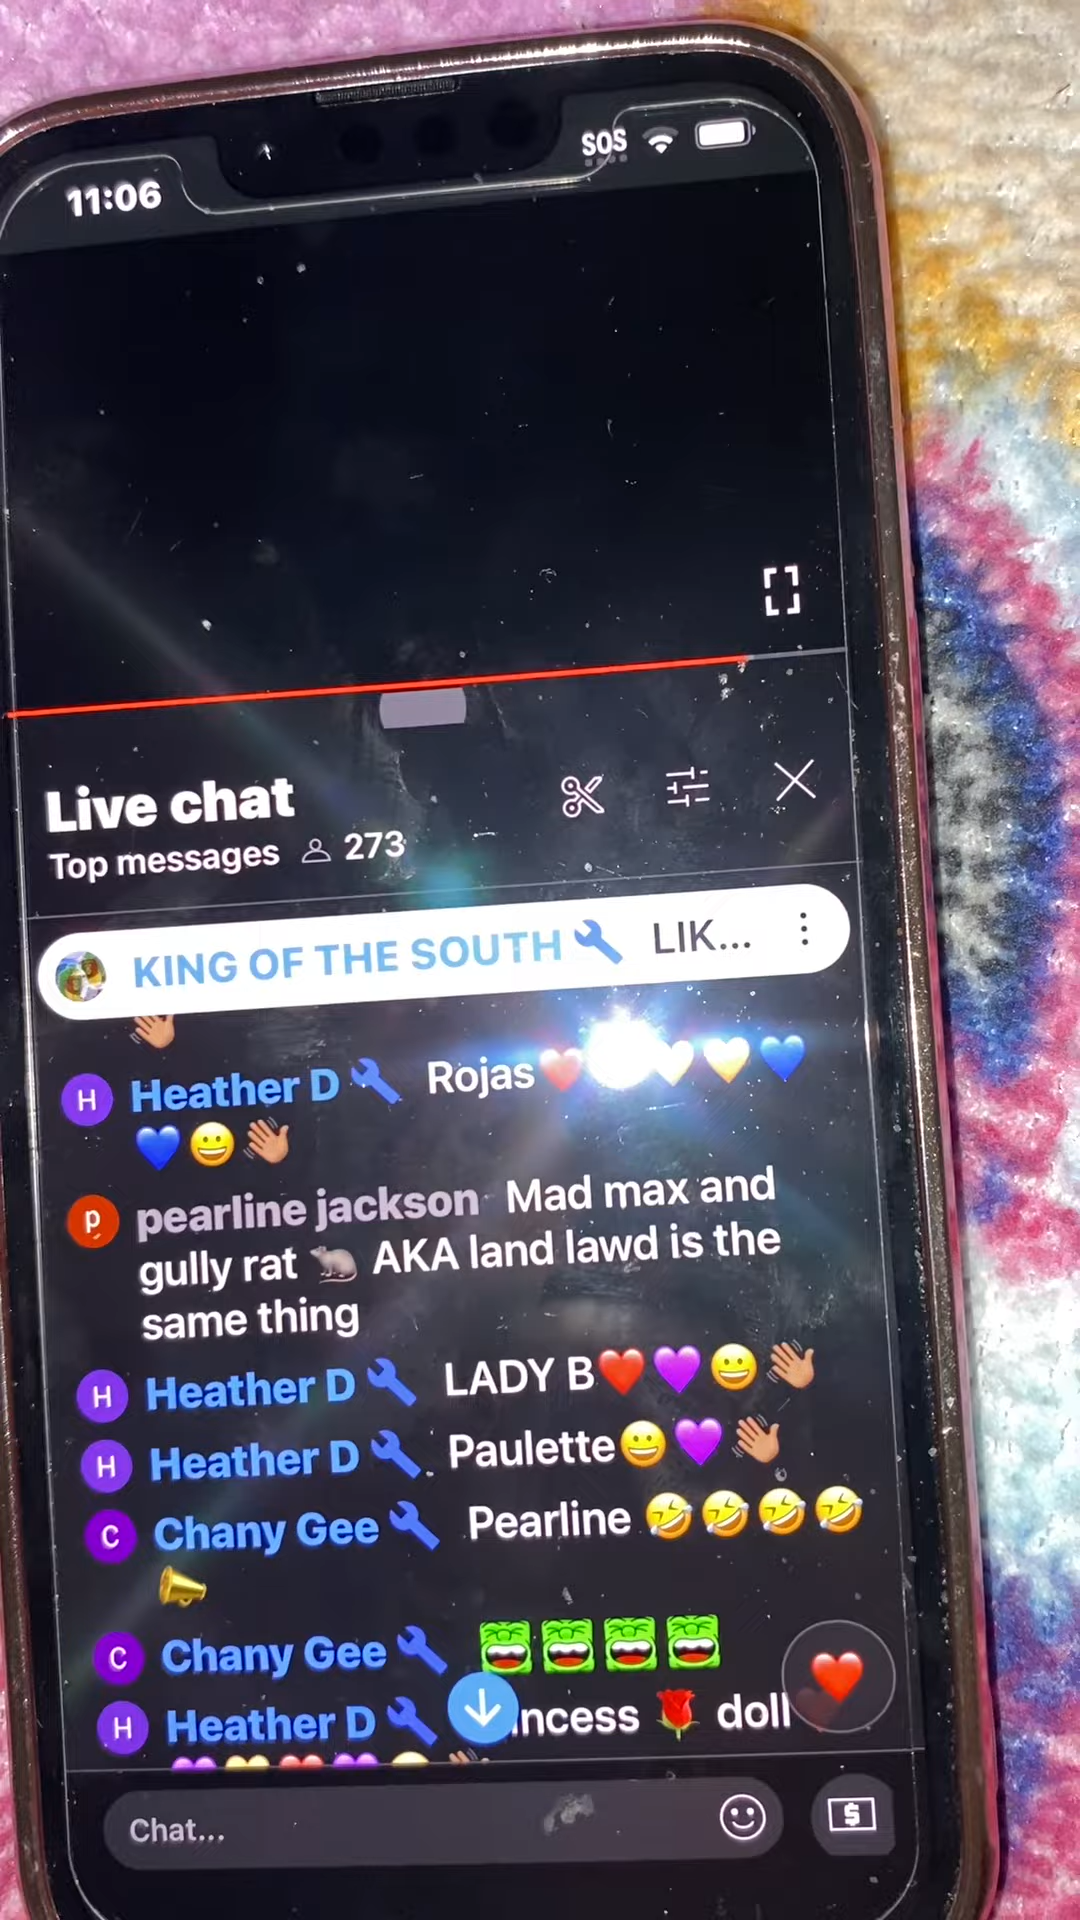 11:06 SOS
Live chat
Top messages 273
KING OF THE SOUTH LIK...
H Heather D Rojas❤️💛💙
💙😀👋🏽
p pearline jackson Mad max and
gully rat 🐀 AKA land lawd is the
same thing
H Heather D LADY B❤️💜😀👋🏽
H Heather D Paulette😀💜👋🏽
C Chany Gee Pearline 🤣🤣🤣🤣
C Chany Gee
H Heather D incess 🌹 doll
Chat...
$